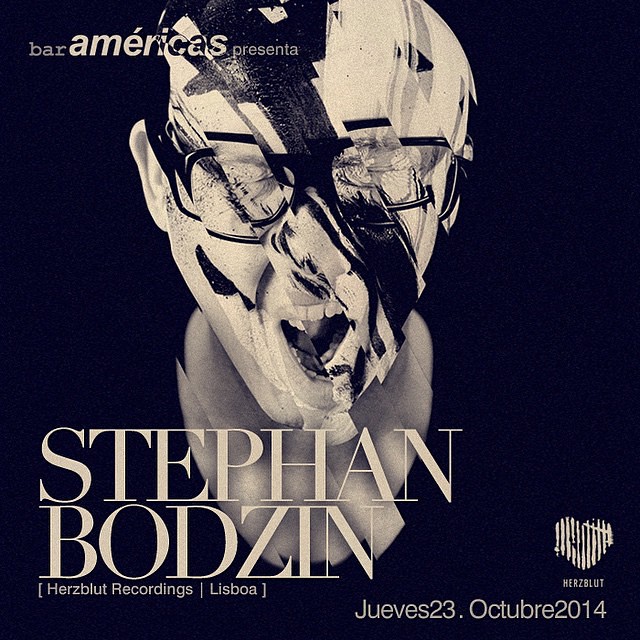 bar américas presenta
STEPHAN
BODZIN
[ Herzblut Recordings | Lisboa ]
HERZBLUT
Jueves23. Octubre2014